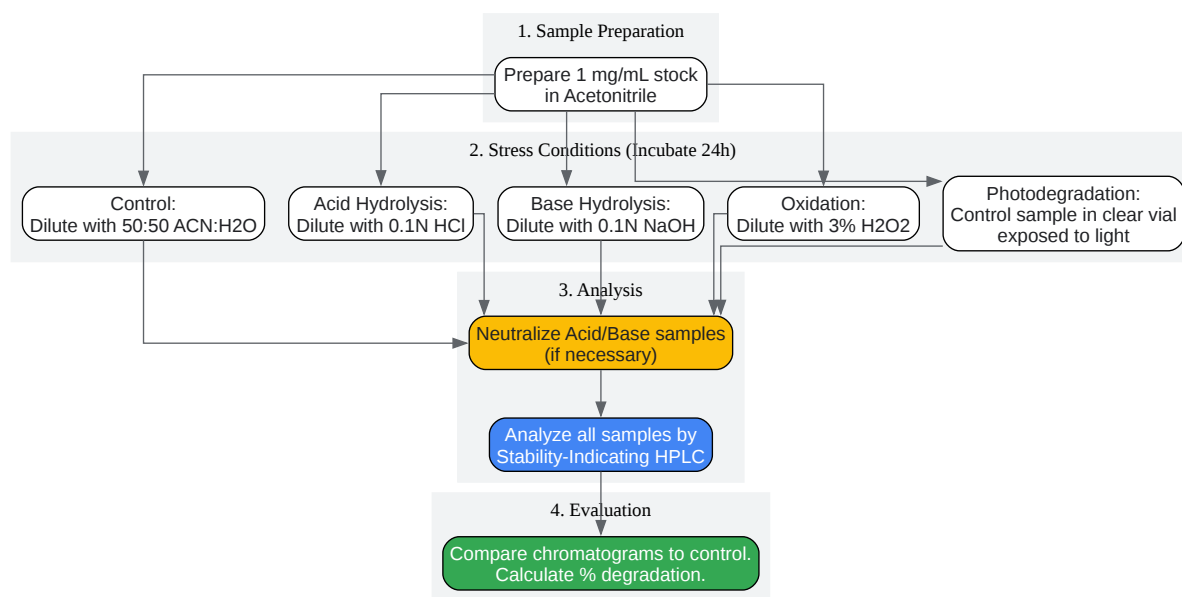 1. Sample Preparation
Prepare 1 mg/mL stock
in Acetonitrile
2. Stress Conditions (Incubate 24h)
Control:
Dilute with 50:50 ACN:H2O
Acid Hydrolysis:
Dilute with 0.1N HCl
Base Hydrolysis:
Dilute with 0.1N NaOH
Oxidation:
Dilute with 3% H2O2
Photodegradation:
Control sample in clear vial
exposed to light
3. Analysis
Neutralize Acid/Base samples
(if necessary)
Analyze all samples by
Stability-Indicating HPLC
4. Evaluation
Compare chromatograms to control.
Calculate % degradation.